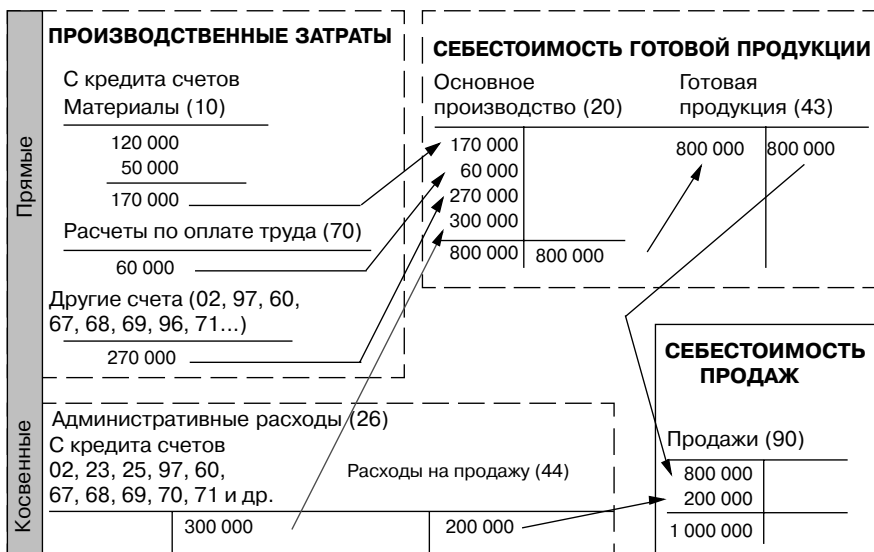 Прямые
ПРОИЗВОДСТВЕННЫЕ ЗАТРАТЫ
С кредита счетов
Материалы (10)
120 000
50 000
170 000
Расчеты по оплате труда (70)
60 000
Другие счета (02, 97, 60,
67, 68, 69, 96, 71...)
270 000
СЕБЕСТОИМОСТЬ ГОТОВОЙ ПРОДУКЦИИ
Основное
производство (20)
170 000
60 000
270 000
300 000
800 000 800 000
Готовая
продукция (43)
800 000 800 000
Косвенные
Административные расходы (26)
С кредита счетов
02, 23, 25, 97, 60,
67, 68, 69, 70, 71 и др.
300 000
Расходы на продажу (44)
200 000
СЕБЕСТОИМОСТЬ
ПРОДАЖ
Продажи (90)
800 000
200 000
1 000 000